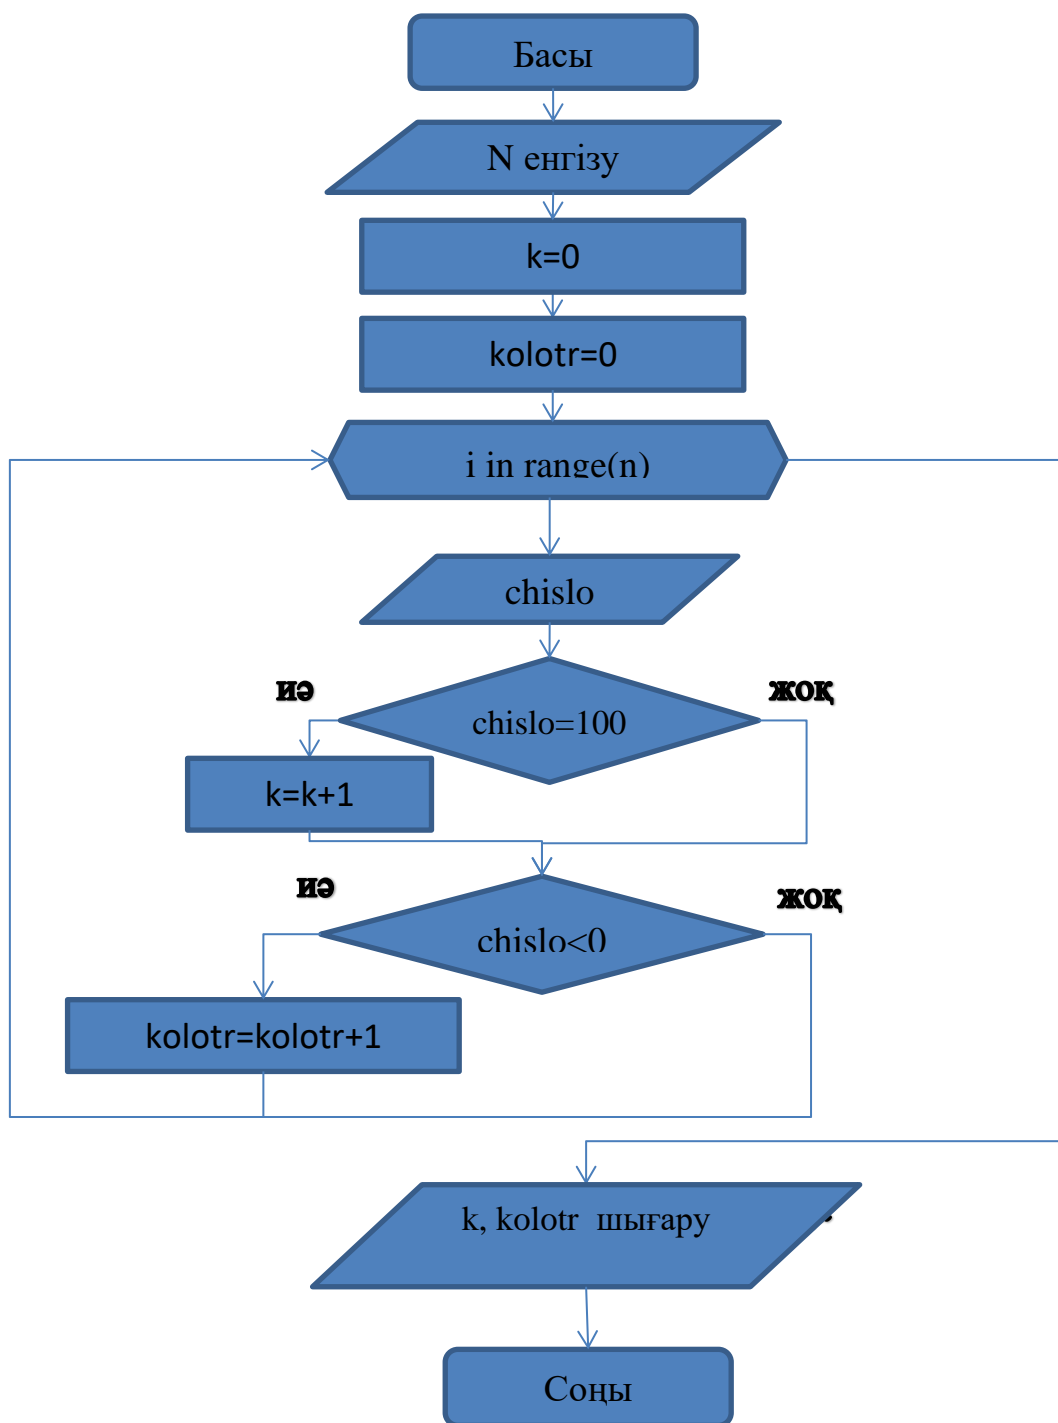 Басы
N енгізу
k=0
kolotr=0
i in range(n)
chislo
иә
жоқ
chislo=100
k=k+1
иә
жоқ
chislo<0
kolotr=kolotr+1
k, kolotr шығару
Соңы